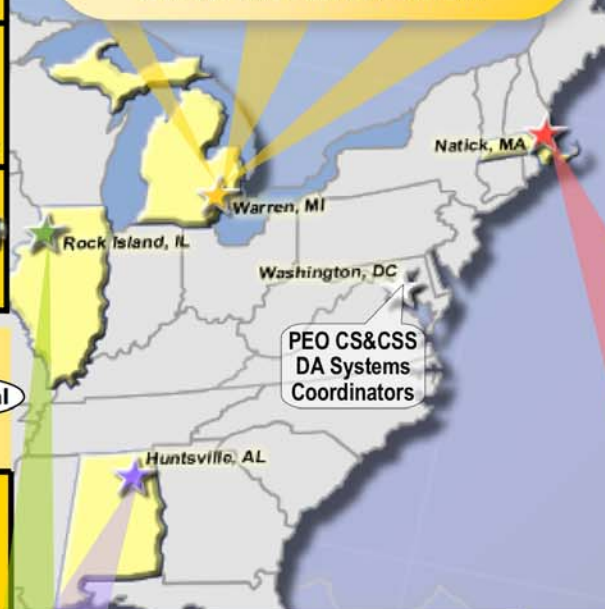 Natick, MA
Warren, MI
Rock Island, IL
Washington, DC
PEO CS&CSS
DA Systems
Coordinators
Huntsville, AL